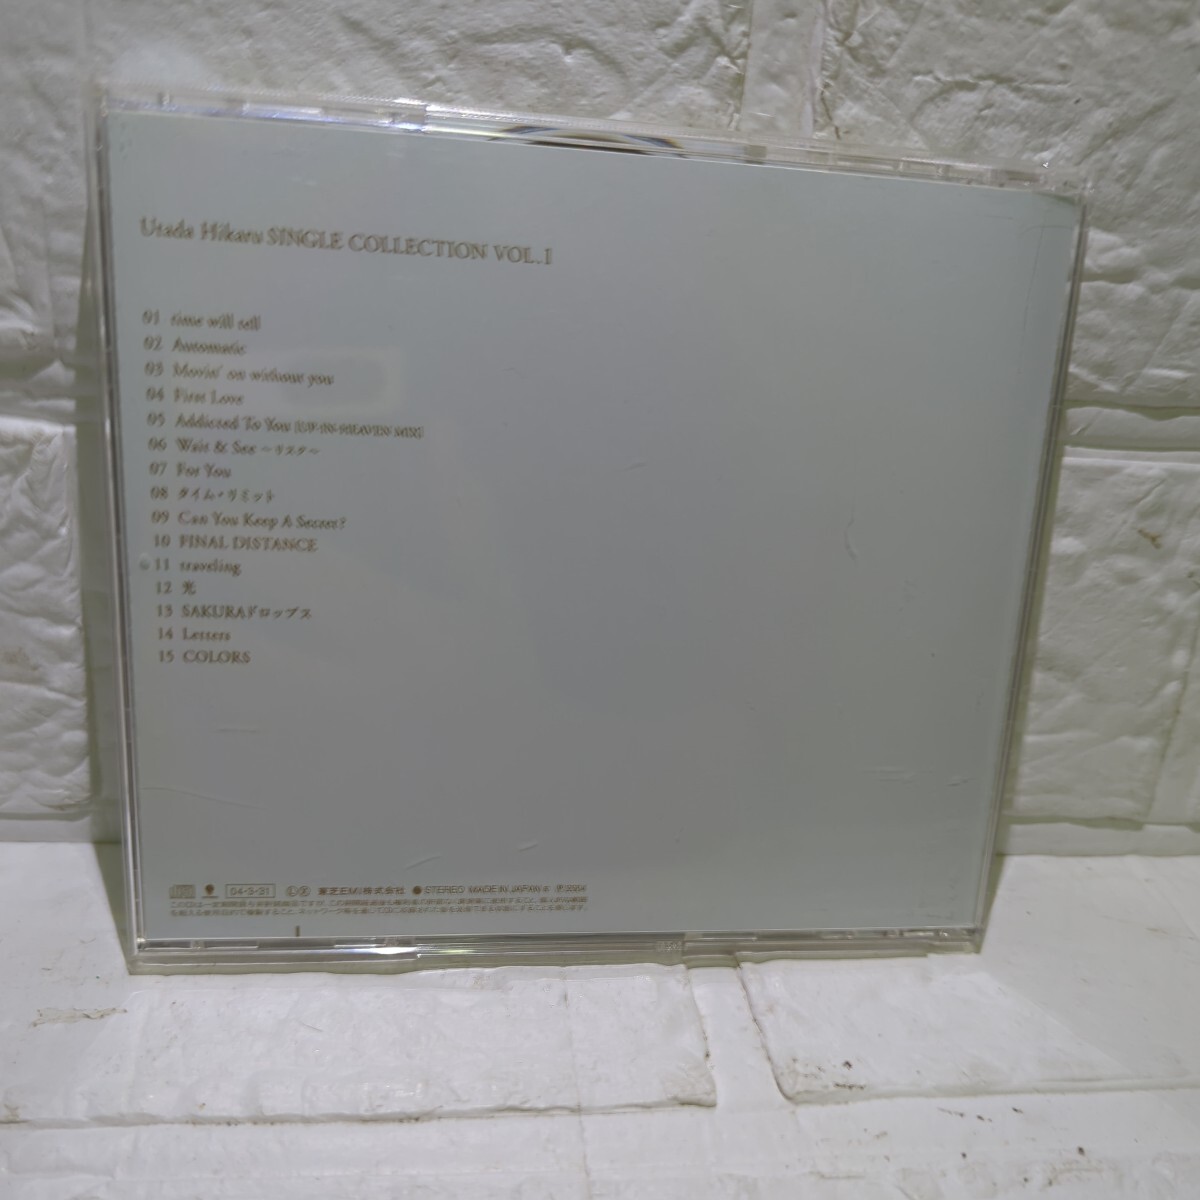 Utada Hikaru SINGLE COLLECTION VOL.1
01 time will tell
02 Automatic
03 Movin' on without you
04 First Love
05 Addicted To You [UP-IN-HEAVEN MIX]
06 Wait & See ～リスク～
07 For You
08 タイム・リミット
09 Can You Keep A Secret?
10 FINAL DISTANCE
11 traveling
12 光
13 SAKURAドロップス
14 Letters
15 COLORS
04-3-31 東芝EMI株式会社 STEREO MADE IN JAPAN ℗2004